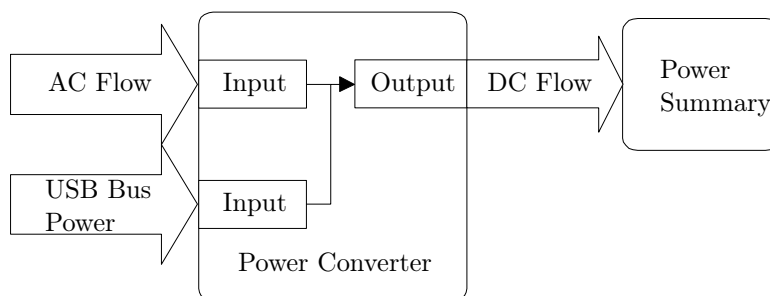 AC Flow
Input
Output
DC Flow
Power
Summary
USB Bus
Power
Input
Power Converter